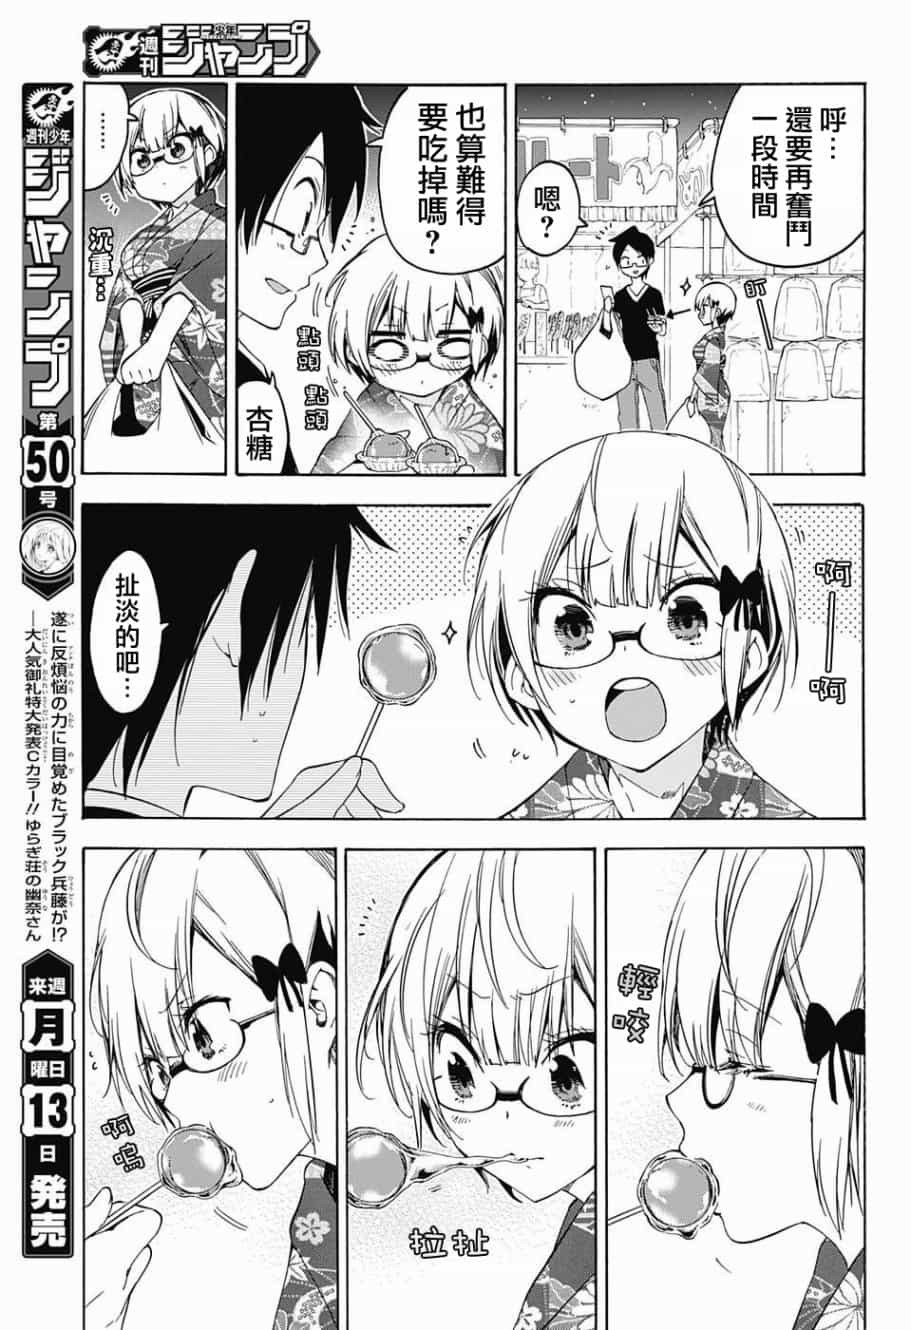 週刊
少年
ジャンプ
呼…
還要再奮鬥
一段時間
嗯?
盯
也算難得
要吃掉嗎?
點頭
點頭
杏糖
………
沉重…
啊——啊
扯淡的吧…
輕咬
拉扯
啊嗚
週刊少年
ジャンプ
第
50
号
遂に反煩悩の力に目覚めたブラック兵藤が!?
―大人気御礼特大発表Cカラー!!ゆらぎ荘の幽奈さん
来週
月
曜日
13
日
発売